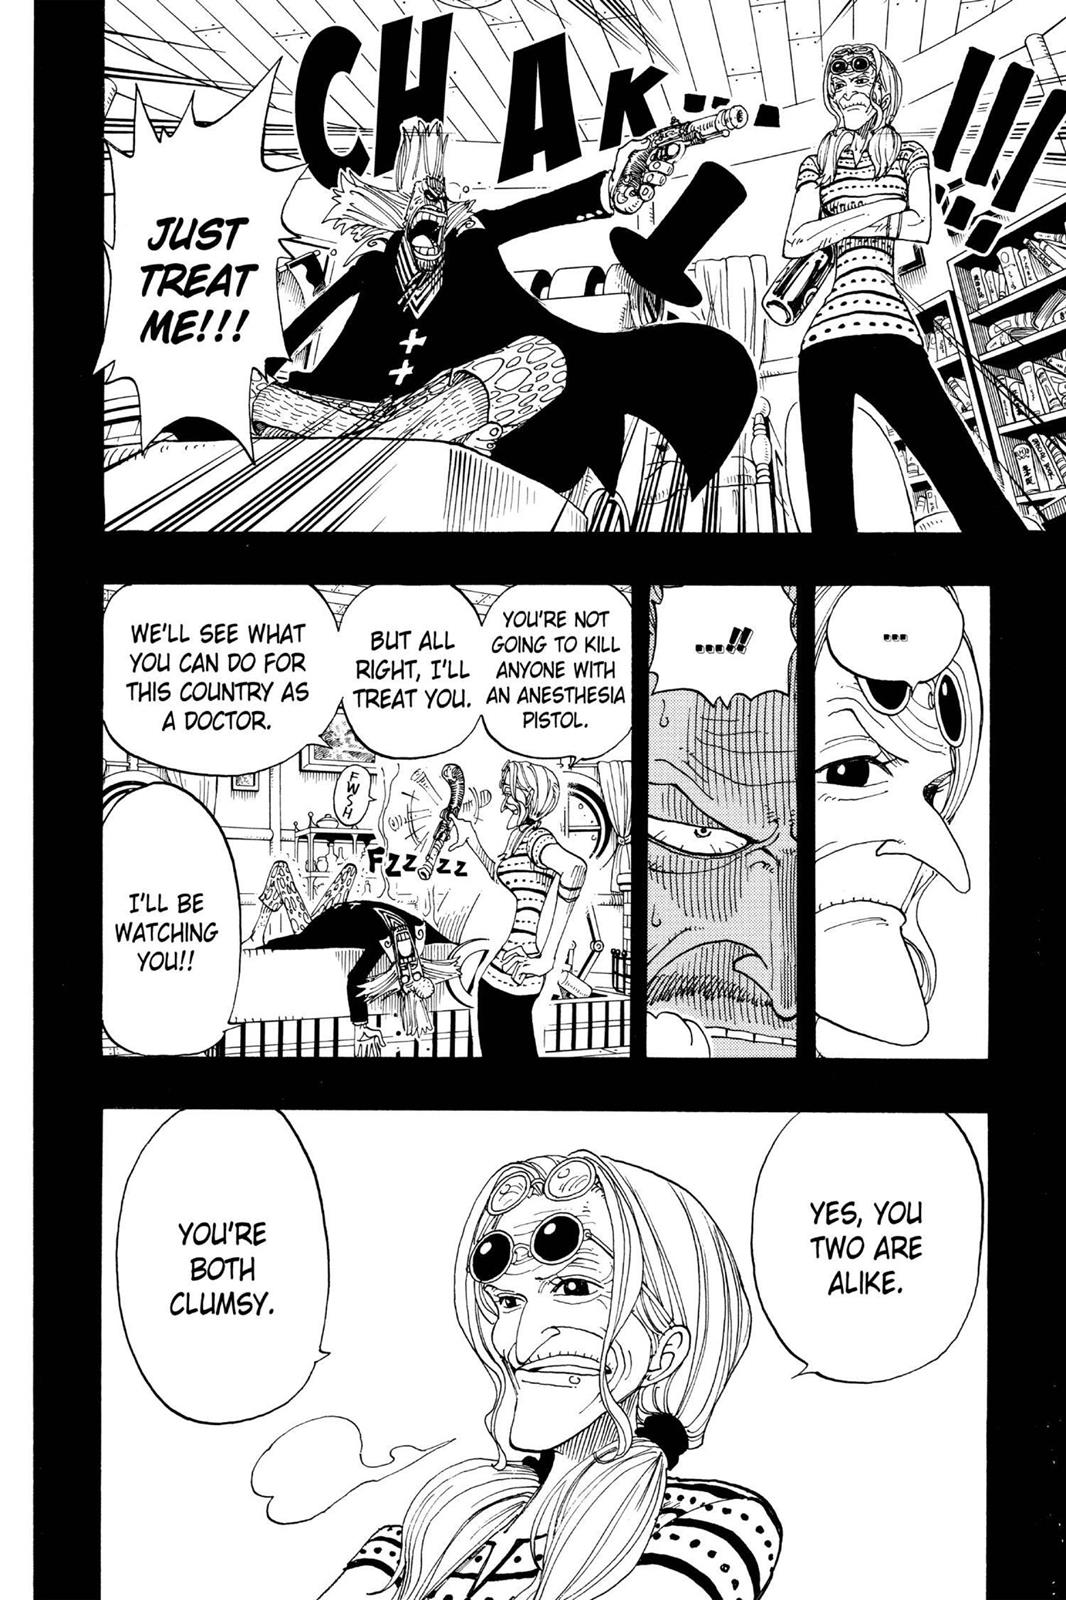 CHAK
JUST
TREAT
ME!!!
!!!
...
....!!
YOU'RE NOT
GOING TO KILL
ANYONE WITH
AN ANESTHESIA
PISTOL.
BUT ALL
RIGHT, I'LL
TREAT YOU.
WE'LL SEE WHAT
YOU CAN DO FOR
THIS COUNTRY AS
A DOCTOR.
FWSH
FZZZZZ
I'LL BE
WATCHING
YOU!!
YES, YOU
TWO ARE
ALIKE.
YOU'RE
BOTH
CLUMSY.